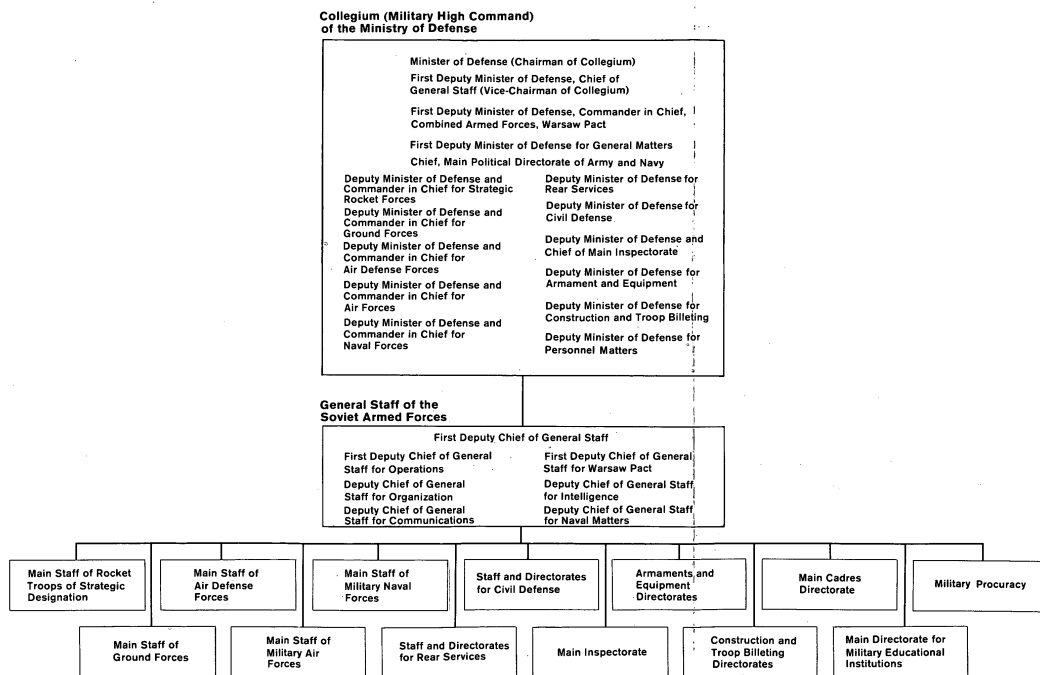 Collegium (Military High Command)
of the Ministry of Defense
Minister of Defense (Chairman of Collegium)
First Deputy Minister of Defense, Chief of
General Staff (Vice-Chairman of Collegium)
First Deputy Minister of Defense, Commander in Chief,
Combined Armed Forces, Warsaw Pact
First Deputy Minister of Defense for General Matters
Chief, Main Political Directorate of Army and Navy
Deputy Minister of Defense and
Commander in Chief for Strategic
Rocket Forces
Deputy Minister of Defense and
Commander in Chief for
Ground Forces
Deputy Minister of Defense and
Commander in Chief for
Air Defense Forces
Deputy Minister of Defense and
Commander in Chief for
Air Forces
Deputy Minister of Defense and
Commander in Chief for
Naval Forces
Deputy Minister of Defense for
Rear Services
Deputy Minister of Defense for
Civil Defense
Deputy Minister of Defense and
Chief of Main Inspectorate
Deputy Minister of Defense for
Armament and Equipment
Deputy Minister of Defense for
Construction and Troop Billeting
Deputy Minister of Defense for
Personnel Matters
General Staff of the
Soviet Armed Forces
First Deputy Chief of General Staff
First Deputy Chief of General
Staff for Operations
Deputy Chief of General
Staff for Organization
Deputy Chief of General
Staff for Communications
First Deputy Chief of General
Staff for Warsaw Pact
Deputy Chief of General Staff
for Intelligence
Deputy Chief of General Staff
for Naval Matters
Main Staff of Rocket
Troops of Strategic
Designation
Main Staff of
Air Defense
Forces
Main Staff of
Military Naval
Forces
Staff and Directorates
for Civil Defense
Armaments and
Equipment
Directorates
Main Cadres
Directorate
Military Procuracy
Main Staff of
Ground Forces
Main Staff of
Military Air
Forces
Staff and Directorates
for Rear Services
Main Inspectorate
Construction and
Troop Billeting
Directorates
Main Directorate for
Military Educational
Institutions